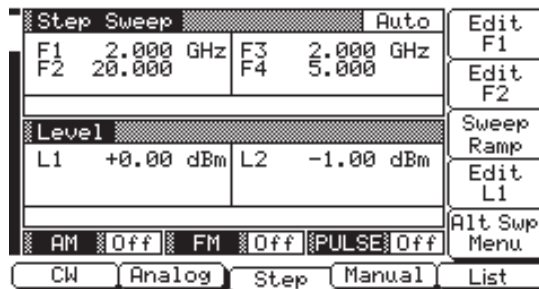 Step Sweep Auto
F1 2.000 GHz F3 2.000 GHz
F2 20.000 F4 5.000
Level
L1 +0.00 dBm L2 -1.00 dBm
AM Off FM Off PULSE Off
Edit
F1
Edit
F2
Sweep
Ramp
Edit
L1
Alt Swp
Menu
CW Analog Step Manual List